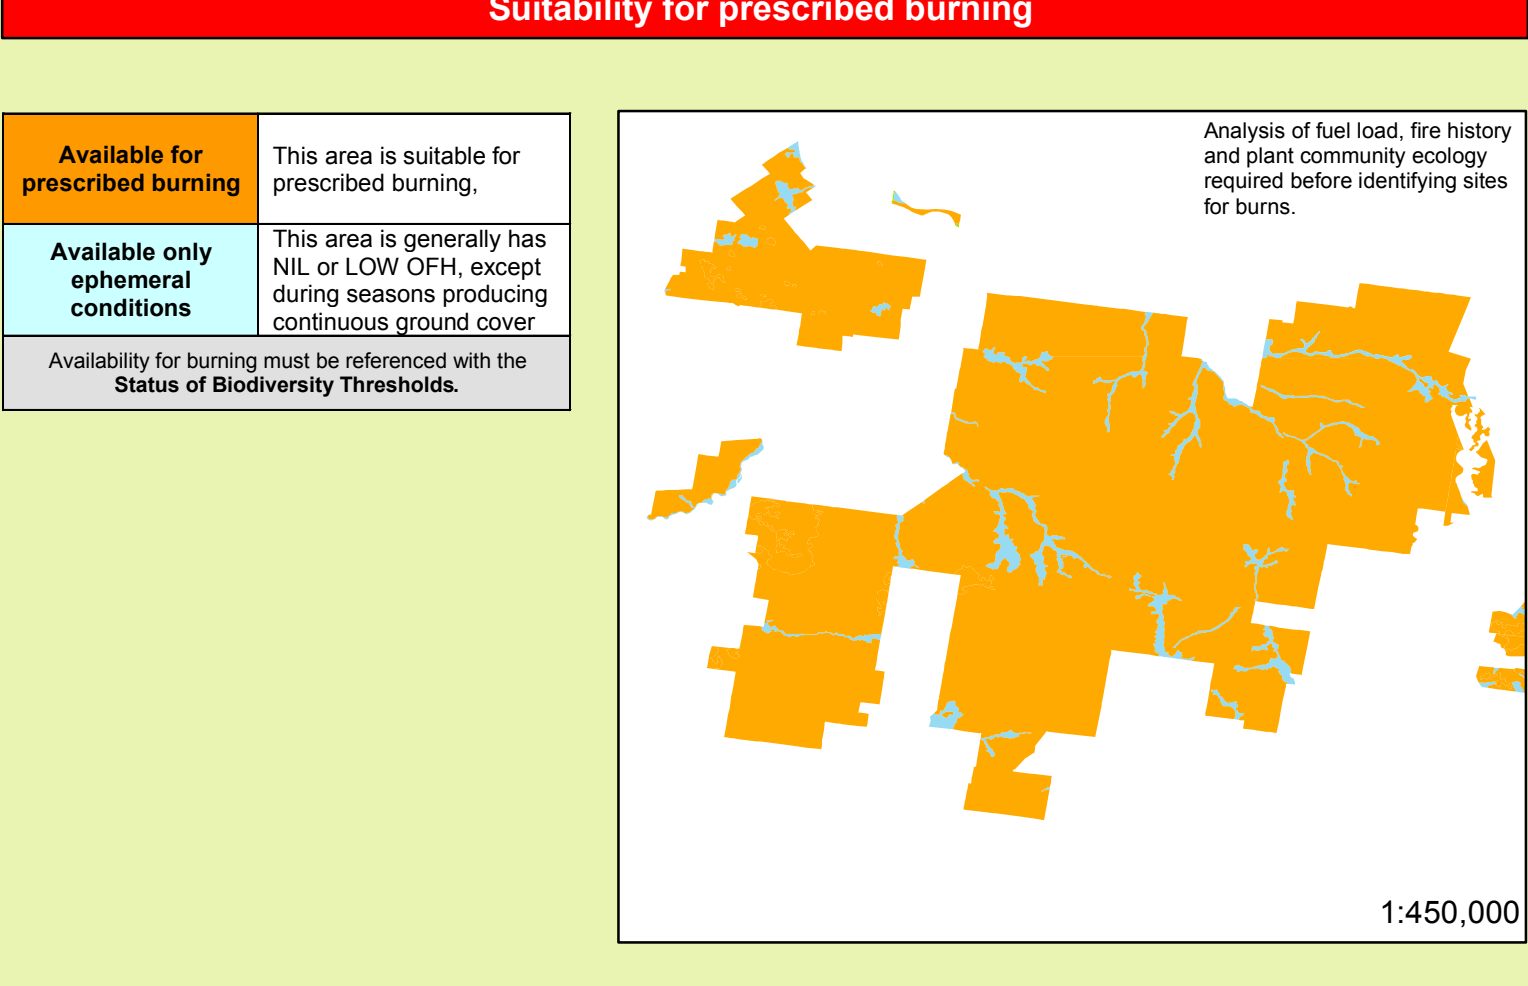 Suitability for prescribed burning
Available for
prescribed burning
This area is suitable for
prescribed burning,
Available only
ephemeral
conditions
This area is generally has
NIL or LOW OFH, except
during seasons producing
continuous ground cover
Availability for burning must be referenced with the
Status of Biodiversity Thresholds.
Analysis of fuel load, fire history
and plant community ecology
required before identifying sites
for burns.
1:450,000